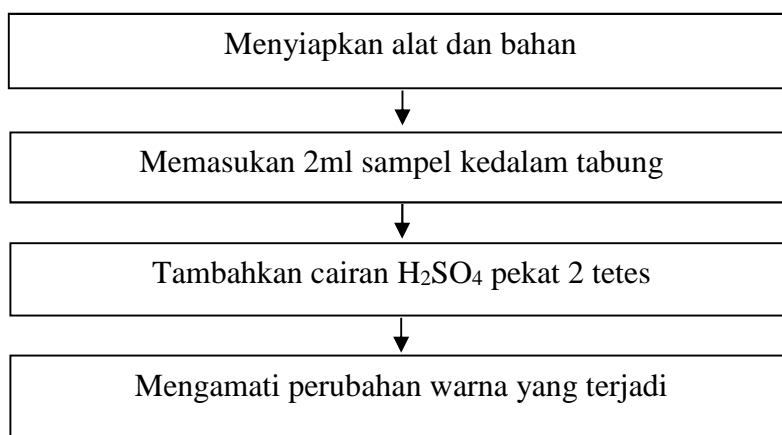 Menyiapkan alat dan bahan
Memasukan 2ml sampel kedalam tabung
Tambahkan cairan H₂SO₄ pekat 2 tetes
Mengamati perubahan warna yang terjadi